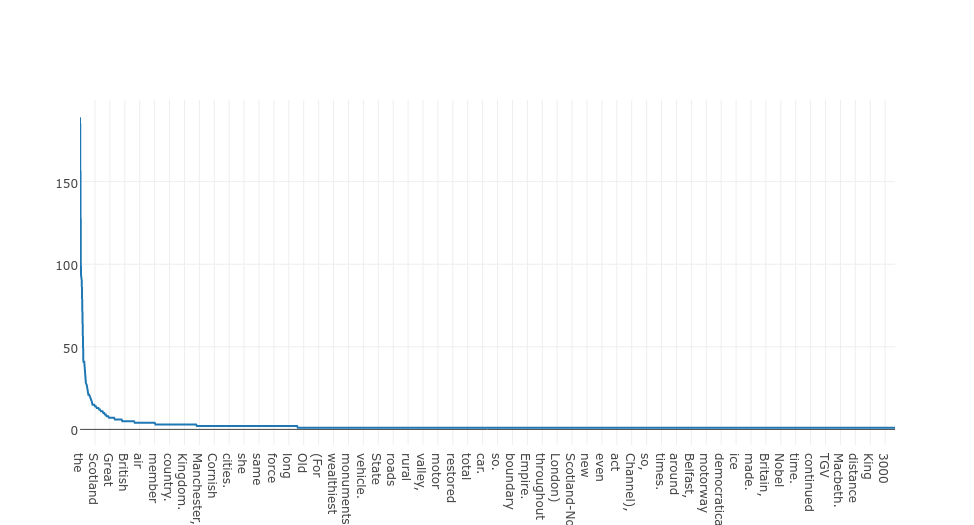 150
100
50
0
the
Scotland
Great
British
air
member
country.
Kingdom.
Manchester,
Cornish
cities.
she
same
force
long
Old
(For
wealthiest
monuments
vehicle.
State
roads
rural
valley,
motor
restored
total
car.
so.
boundary
Empire.
throughout
London)
Scotland-No
new
even
act
Channel),
so,
times.
around
Belfast,
motorway
democratica
ice
made.
Britain,
Nobel
time.
continued
TGV
Macbeth.
distance
King
3000